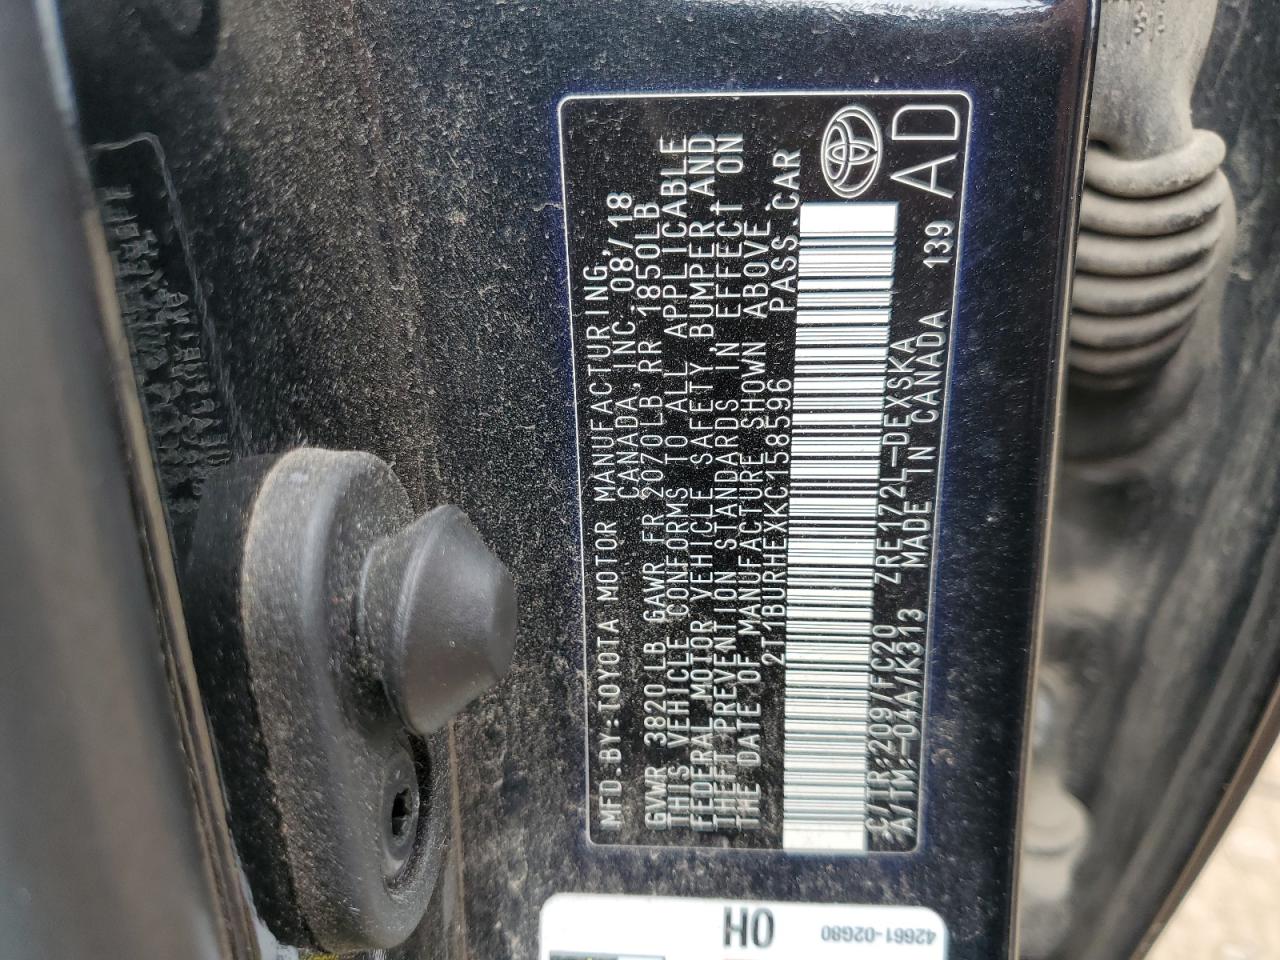 MFD.BY:TOYOTA MOTOR MANUFACTURING,
CANADA,INC. 08/18
GVWR 3820LB GAWR FR 2070LB,RR 1850LB
THIS VEHICLE CONFORMS TO ALL APPLICABLE
FEDERAL MOTOR VEHICLE SAFETY,BUMPER AND
THEFT PREVENTION STANDARDS IN EFFECT ON
THE DATE OF MANUFACTURE SHOWN ABOVE.
2T1BURHEXKC158596 PASS.CAR
C/TR:209/FC20 ZRE172L-DEXSKA
A/TM:-04A/K313 MADE IN CANADA 139
AD
0H
42661-02G80